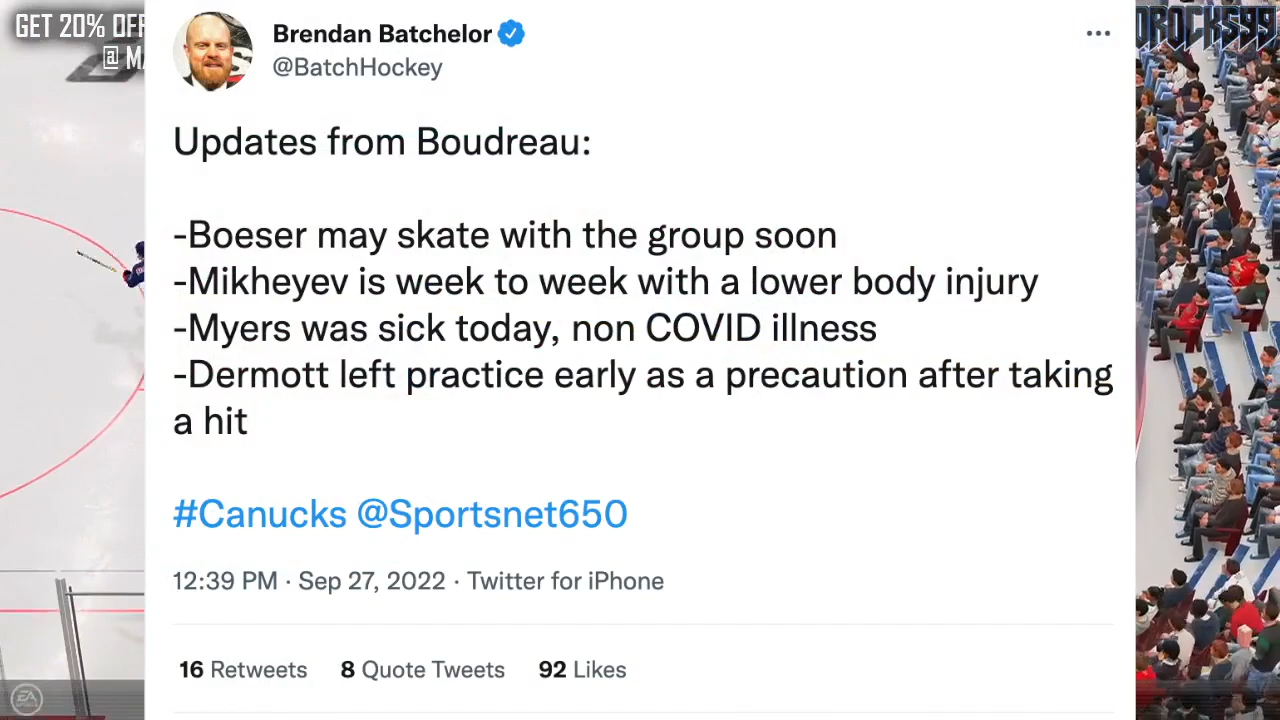 GET 20% OFF
@ MA
Brendan Batchelor
@BatchHockey
Updates from Boudreau:
-Boeser may skate with the group soon
-Mikheyev is week to week with a lower body injury
-Myers was sick today, non COVID illness
-Dermott left practice early as a precaution after taking
a hit
#Canucks @Sportsnet650
12:39 PM · Sep 27, 2022 · Twitter for iPhone
16 Retweets 8 Quote Tweets 92 Likes